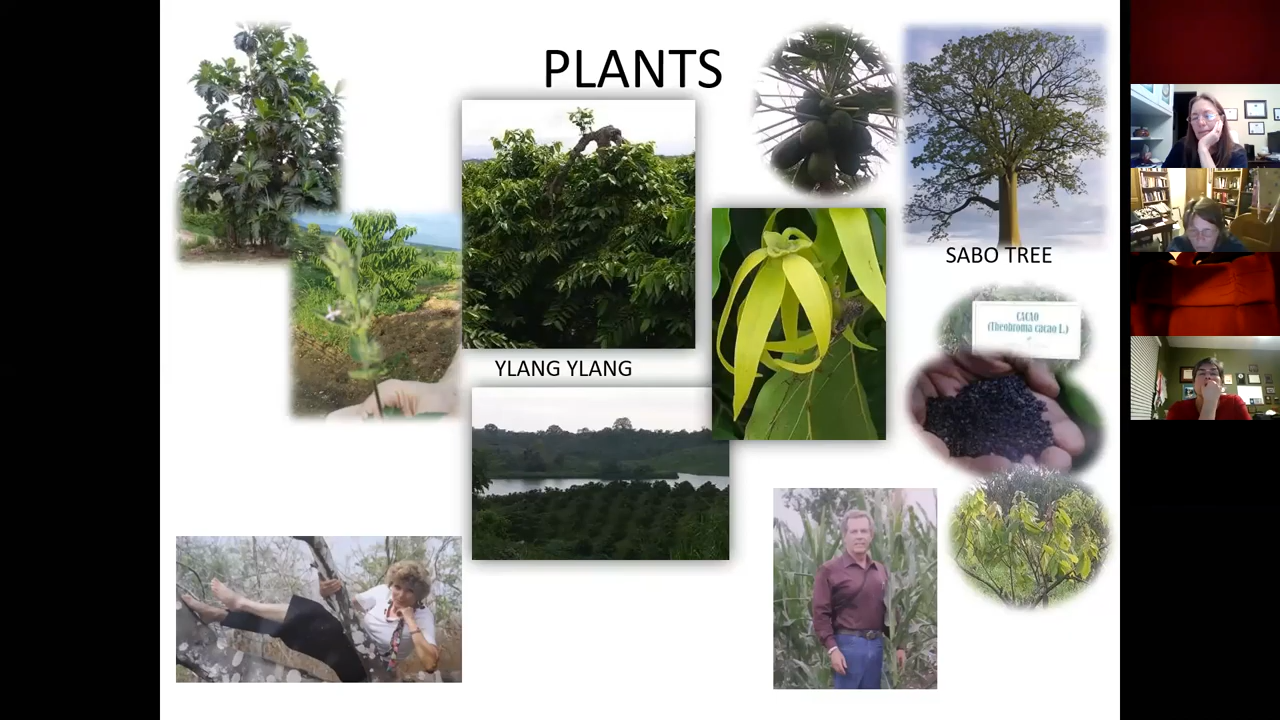 PLANTS
SABO TREE
CACAO
(Theobroma cacao L.)
YLANG YLANG